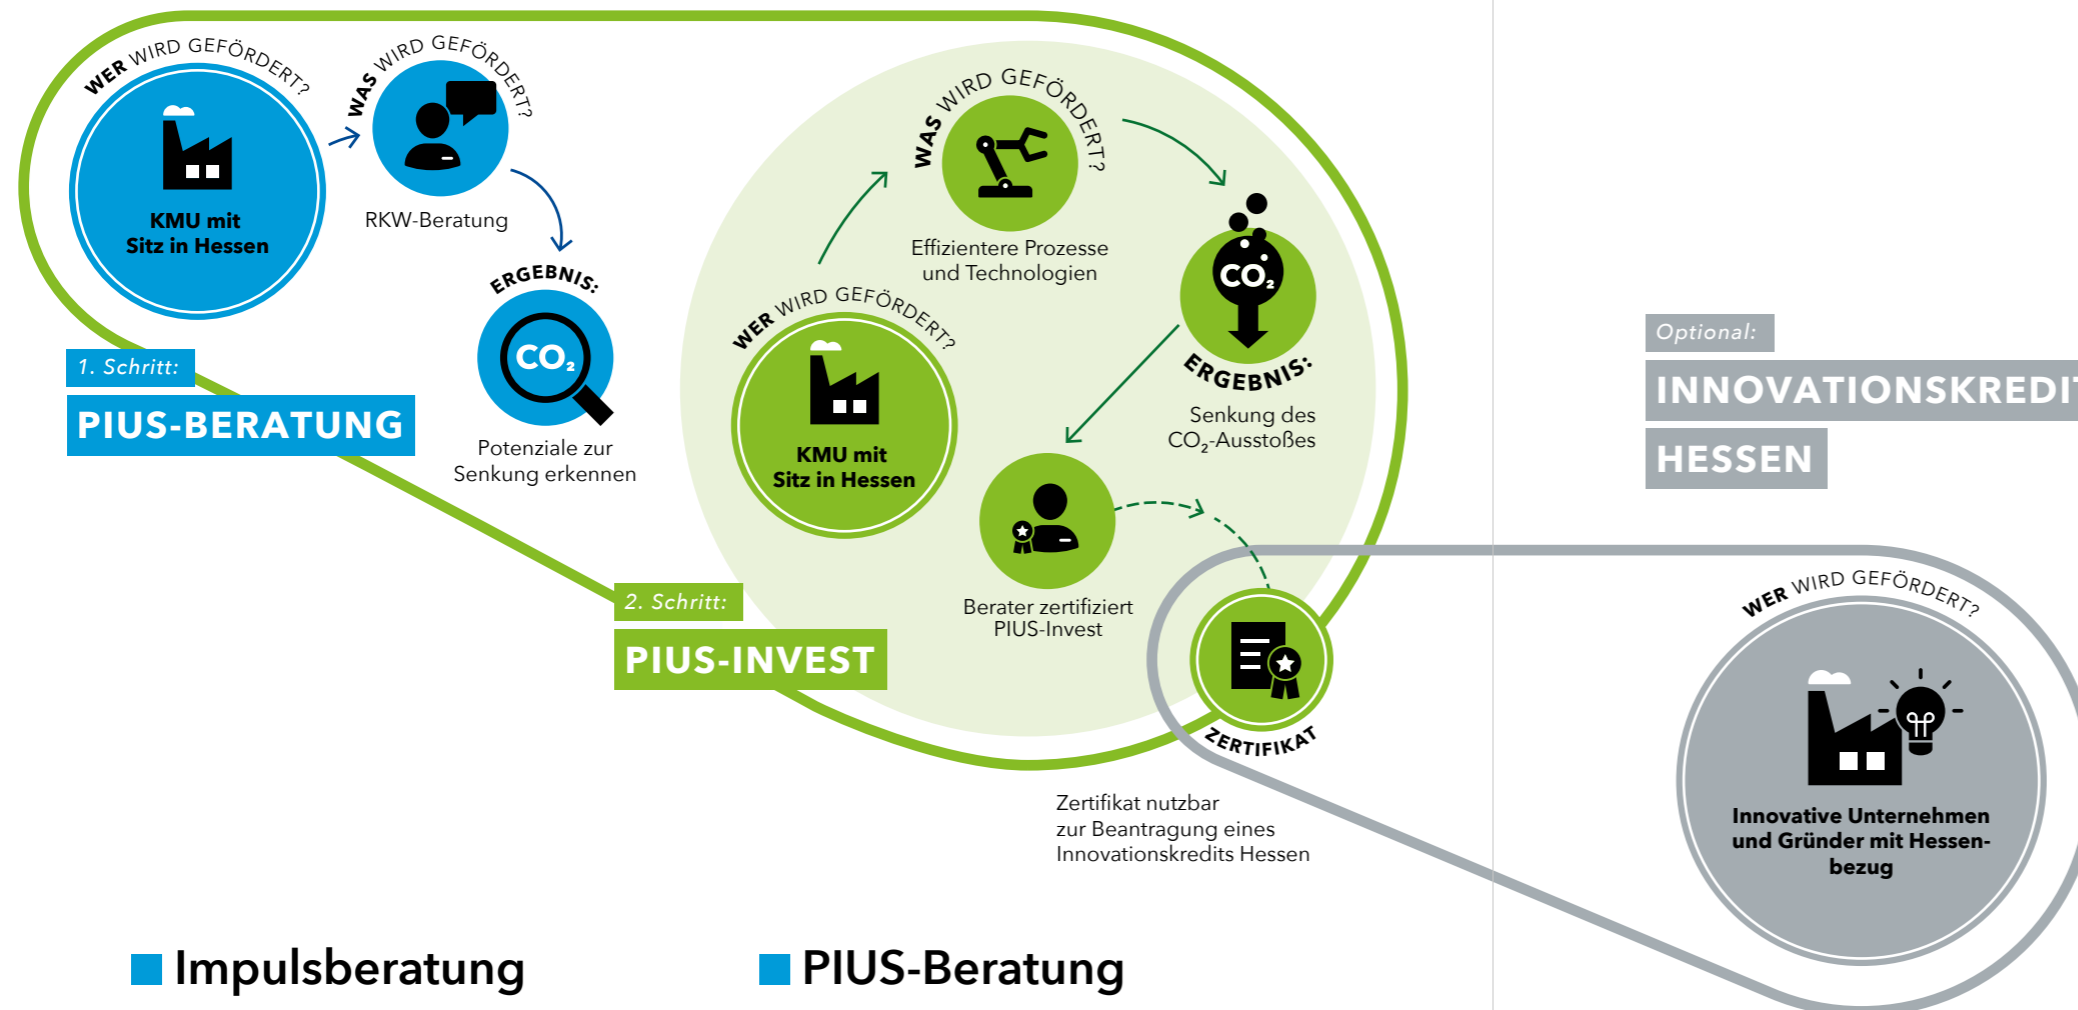 WER WIRD GEFÖRDERT?
KMU mit
Sitz in Hessen
WAS WIRD GEFÖRDERT?
RKW-Beratung
ERGEBNIS:
CO₂
Potenziale zur
Senkung erkennen
1. Schritt:
PIUS-BERATUNG
WER WIRD GEFÖRDERT?
KMU mit
Sitz in Hessen
WAS WIRD GEFÖRDERT?
Effizientere Prozesse
und Technologien
CO₂
ERGEBNIS:
Senkung des
CO₂-Ausstoßes
Berater zertifiziert
PIUS-Invest
2. Schritt:
PIUS-INVEST
ZERTIFIKAT
Zertifikat nutzbar
zur Beantragung eines
Innovationskredits Hessen
Optional:
INNOVATIONSKREDIT
HESSEN
WER WIRD GEFÖRDERT?
Innovative Unternehmen
und Gründer mit Hessen-
bezug
Impulsberatung
PIUS-Beratung